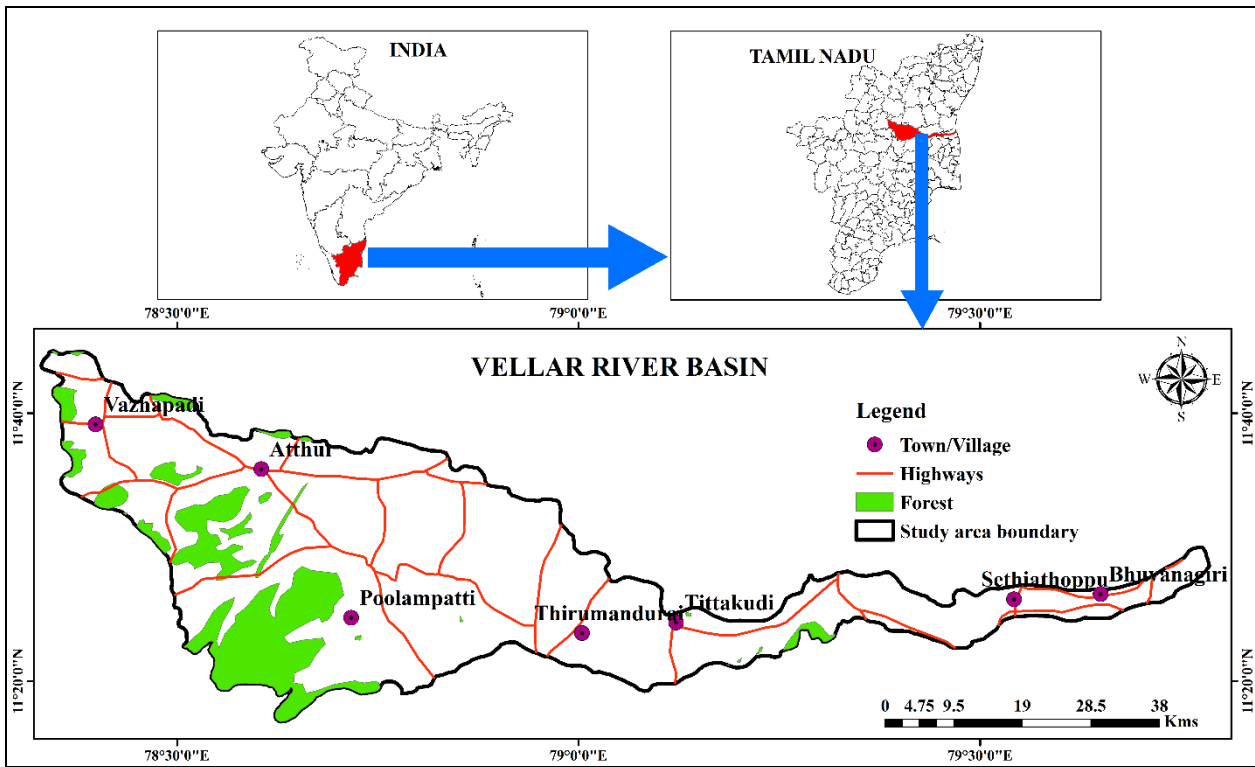 INDIA
TAMIL NADU
78°30'0"E
79°0'0"E
79°30'0"E
VELLAR RIVER BASIN
N
W
E
S
11°40'0"N
11°40'0"N
Vazhapadi
Atthur
Poolampatti
Thirumandurai
Tittakudi
Sethiathoppu
Bhuvanagiri
Legend
Town/Village
Highways
Forest
Study area boundary
11°20'0"N
11°20'0"N
0 4.75 9.5 19 28.5 38
Kms
78°30'0"E
79°0'0"E
79°30'0"E